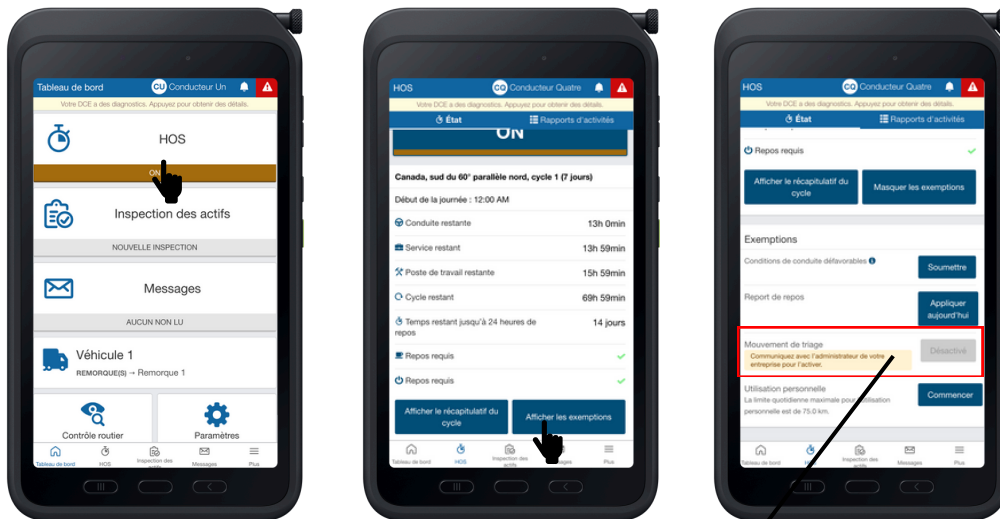 Tableau de bord
CU Conducteur Un
Votre DCE a des diagnostics. Appuyez pour obtenir des détails.
HOS
ON
Inspection des actifs
NOUVELLE INSPECTION
Messages
AUCUN NON LU
Véhicule 1
REMORQUE(S) → Remorque 1
Contrôle routier
Paramètres
Tableau de bord
HOS
Inspection des
actifs
Messages
Plus
HOS
CQ Conducteur Quatre
Votre DCE a des diagnostics. Appuyez pour obtenir des détails.
État
Rapports d'activités
ON
Canada, sud du 60° parallèle nord, cycle 1 (7 jours)
Début de la journée : 12:00 AM
Conduite restante 13h 0min
Service restant 13h 59min
Poste de travail restante 15h 59min
Cycle restant 69h 59min
Temps restant jusqu'à 24 heures de 14 jours
repos
Repos requis
Repos requis
Afficher le récapitulatif du
cycle
Afficher les exemptions
Tableau de bord
HOS
Inspection des
actifs
Plus
HOS
CQ Conducteur Quatre
Votre DCE a des diagnostics. Appuyez pour obtenir des détails.
État
Rapports d'activités
Repos requis
Afficher le récapitulatif du
cycle
Masquer les exemptions
Exemptions
Conditions de conduite défavorables
Soumettre
Report de repos
Appliquer
aujourd'hui
Mouvement de triage
Communiquez avec l'administrateur de votre
entreprise pour l'activer.
Désactivé
Utilisation personnelle
La limite quotidienne maximale pour utilisation
personnelle est de 75.0 km.
Commencer
Tableau de bord
HOS
Inspection des
actifs
Messages
Plus